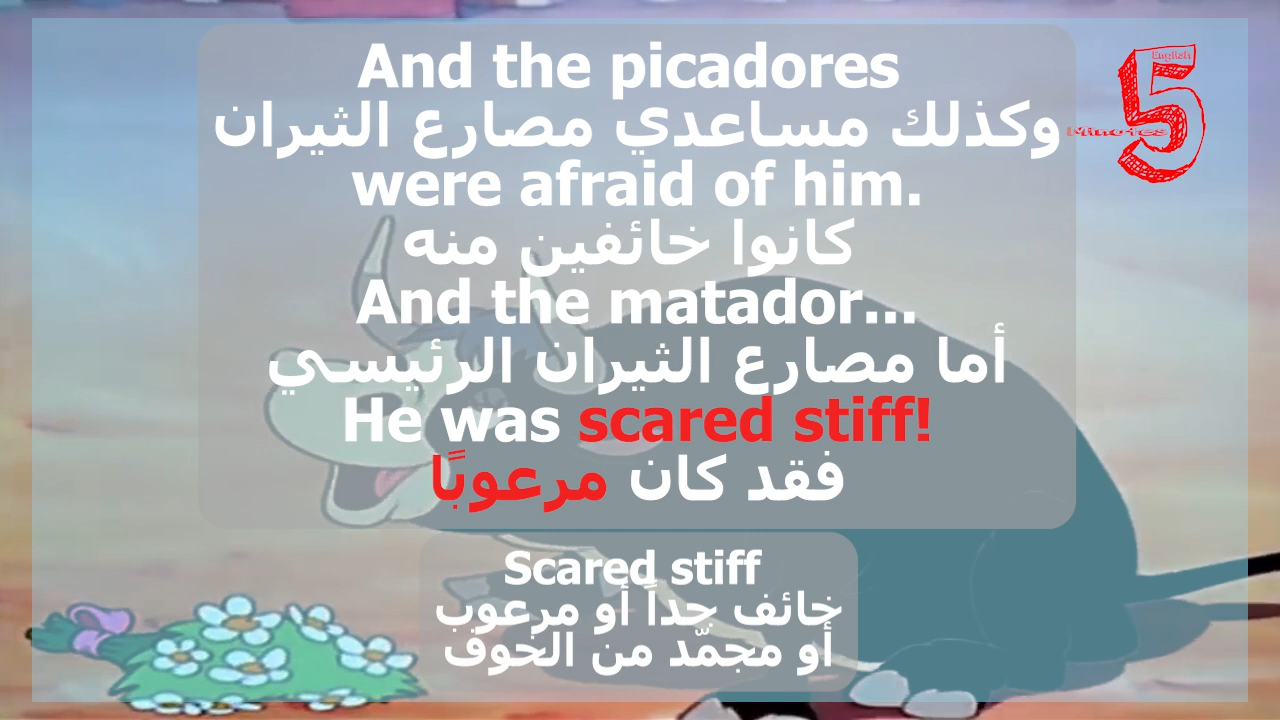 And the picadores
وكذلك مساعدي مصارع الثيران
were afraid of him.
كانوا خائفين منه
And the matador...
أما مصارع الثيران الرئيسي
He was scared stiff!
فقد كان مرعوبًا
Scared stiff
خائف جداً أو مرعوب
أو مجمّد من الخوف
English
5
Minutes